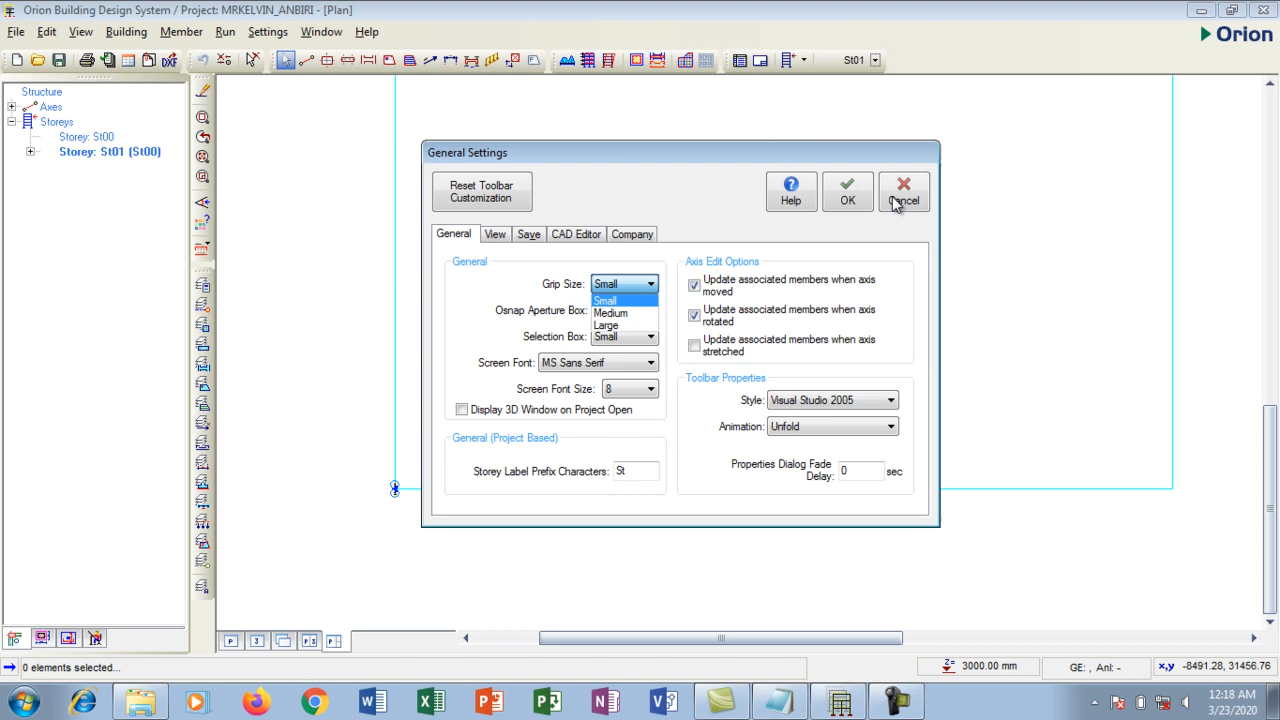 Orion Building Design System / Project: MRKELVIN_ANBIRI - [Plan]
File Edit View Building Member Run Settings Window Help
Orion
DXF
St01
Structure
Axes
Storeys
Storey: St00
Storey: St01 (St00)
General Settings
Reset Toolbar
Customization
Help
OK
Cancel
General View Save CAD Editor Company
General
Grip Size: Small
Small
Medium
Large
Osnap Aperture Box:
Selection Box: Small
Screen Font: MS Sans Serif
Screen Font Size: 8
Display 3D Window on Project Open
General (Project Based)
Storey Label Prefix Characters: St
Axis Edit Options
Update associated members when axis
moved
Update associated members when axis
rotated
Update associated members when axis
stretched
Toolbar Properties
Style: Visual Studio 2005
Animation: Unfold
Properties Dialog Fade
Delay: 0 sec
0 elements selected...
Z= 3000.00 mm
GE: , Anl: -
x,y -8491.28, 31456.76
12:18 AM
3/23/2020